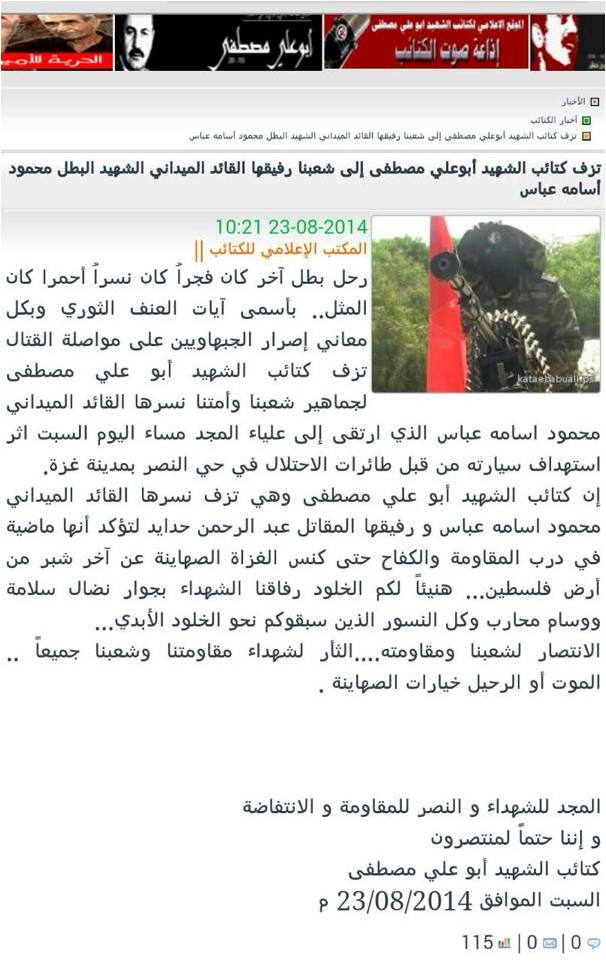 الحرية للأمين
أبو علي مصطفى
الموقع الاعلامي لكتائب الشهيد ابو علي مصطفى
إذاعة صوت الكتائب
الأخبار
أخبار الكتائب
تزف كتائب الشهيد أبوعلي مصطفى إلى شعبنا رفيقها القائد الميداني الشهيد البطل محمود أسامه عباس
تزف كتائب الشهيد أبوعلي مصطفى إلى شعبنا رفيقها القائد الميداني الشهيد البطل محمود
أسامه عباس
10:21 23-08-2014
المكتب الإعلامي للكتائب ||
رحل بطل آخر كان فجراً كان نسراً أحمرا كان
المثل.. بأسمى آيات العنف الثوري وبكل
معاني إصرار الجبهاويين على مواصلة القتال
تزف كتائب الشهيد أبو علي مصطفى
لجماهير شعبنا وأمتنا نسرها القائد الميداني
kataebabuali.ps
محمود اسامه عباس الذي ارتقى إلى علياء المجد مساء اليوم السبت اثر
استهداف سيارته من قبل طائرات الاحتلال في حي النصر بمدينة غزة.
إن كتائب الشهيد أبو علي مصطفى وهي تزف نسرها القائد الميداني
محمود اسامه عباس و رفيقها المقاتل عبد الرحمن حدايد لتؤكد أنها ماضية
في درب المقاومة والكفاح حتى كنس الغزاة الصهاينة عن آخر شبر من
أرض فلسطين... هنيئاً لكم الخلود رفاقنا الشهداء بجوار نضال سلامة
ووسام محارب وكل النسور الذين سبقوكم نحو الخلود الأبدي...
الانتصار لشعبنا ومقاومته....الثأر لشهداء مقاومتنا وشعبنا جميعاً ..
الموت أو الرحيل خيارات الصهاينة .
المجد للشهداء و النصر للمقاومة و الانتفاضة
و إننا حتماً لمنتصرون
كتائب الشهيد أبو علي مصطفى
السبت الموافق 23/08/2014 م
0 | 0 | 115